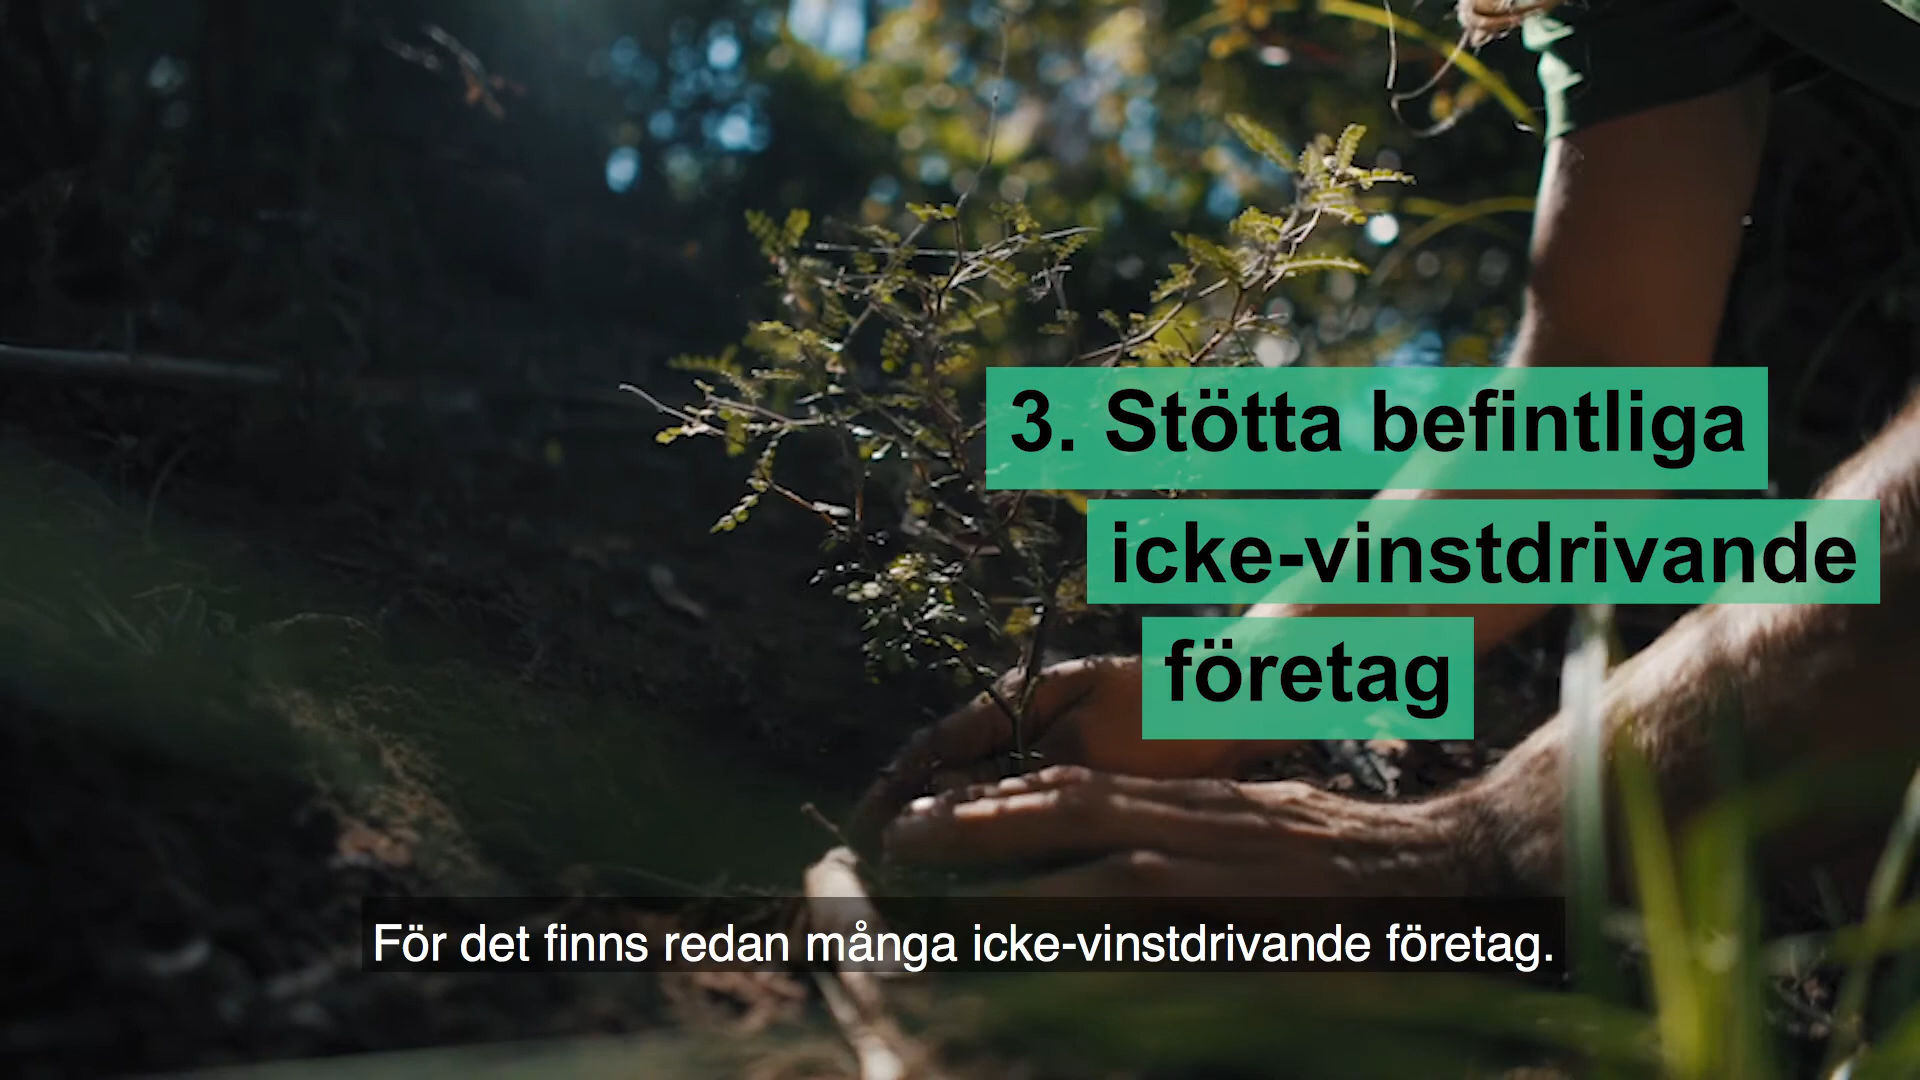 3. Stötta befintliga
icke-vinstdrivande
företag
För det finns redan många icke-vinstdrivande företag.